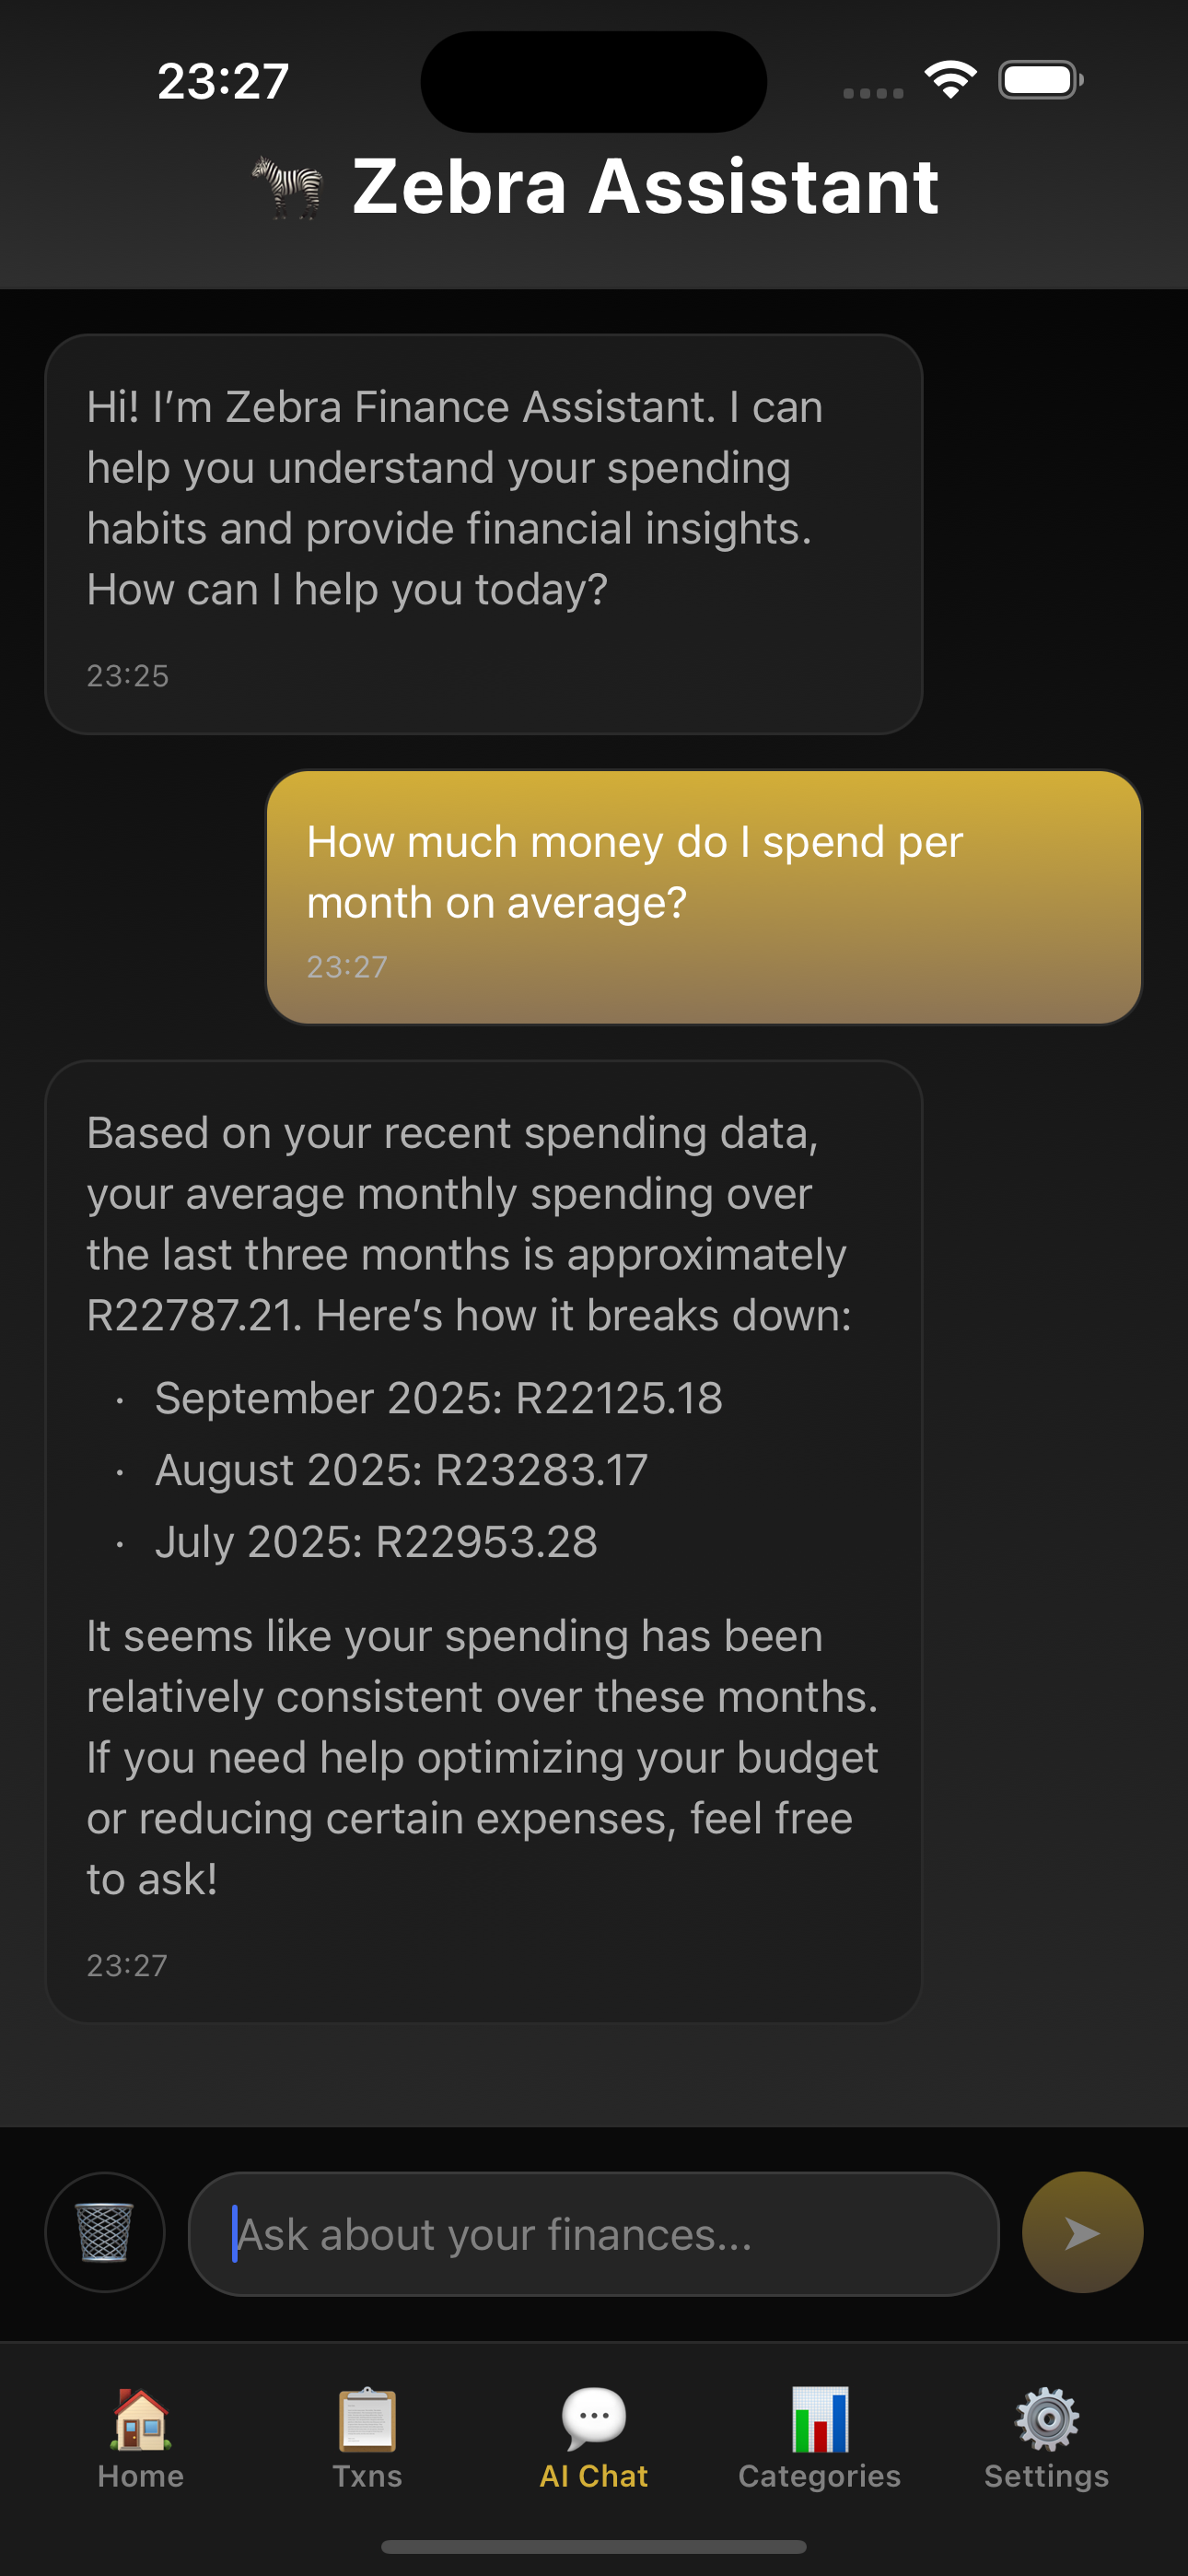 23:27
Zebra Assistant
Hi! I’m Zebra Finance Assistant. I can
help you understand your spending
habits and provide financial insights.
How can I help you today?
23:25
How much money do I spend per
month on average?
23:27
Based on your recent spending data,
your average monthly spending over
the last three months is approximately
R22787.21. Here’s how it breaks down:
· September 2025: R22125.18
· August 2025: R23283.17
· July 2025: R22953.28
It seems like your spending has been
relatively consistent over these months.
If you need help optimizing your budget
or reducing certain expenses, feel free
to ask!
23:27
Ask about your finances...
Home
Txns
AI Chat
Categories
Settings